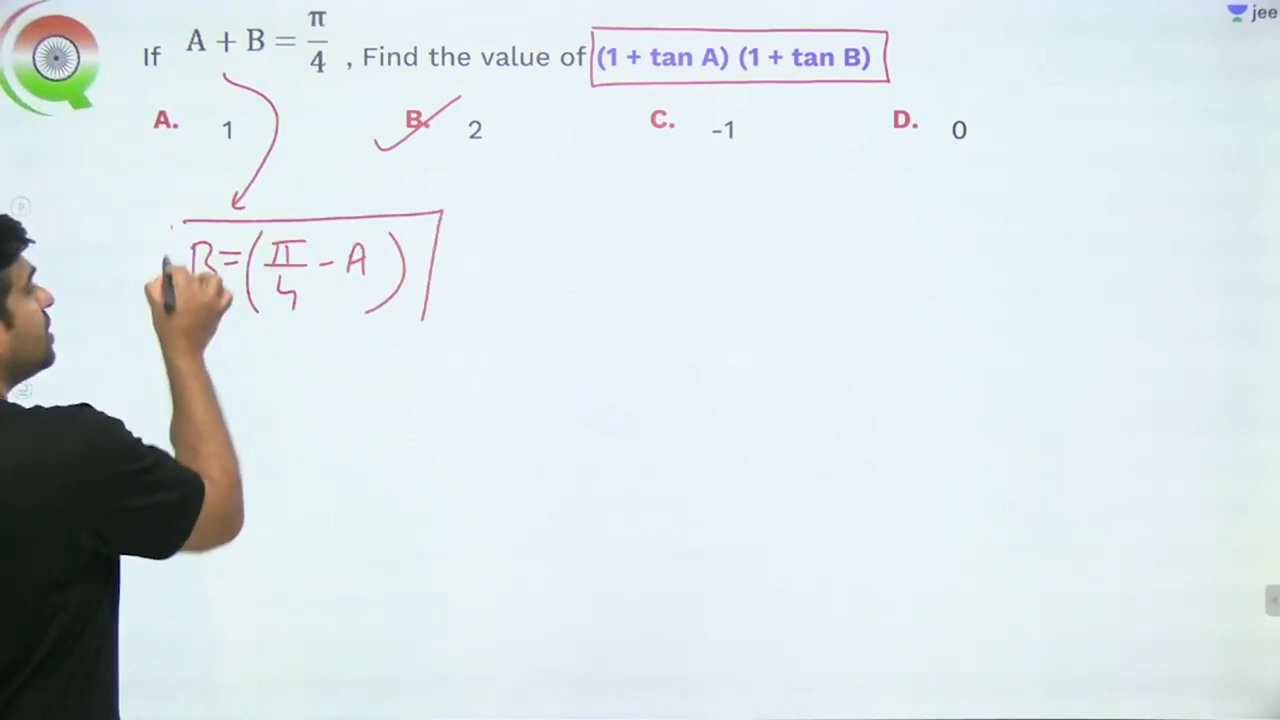 jee
If A + B = π/4 , Find the value of (1 + tan A) (1 + tan B)
A. 1 B. 2 C. -1 D. 0
B = (π/4 - A)